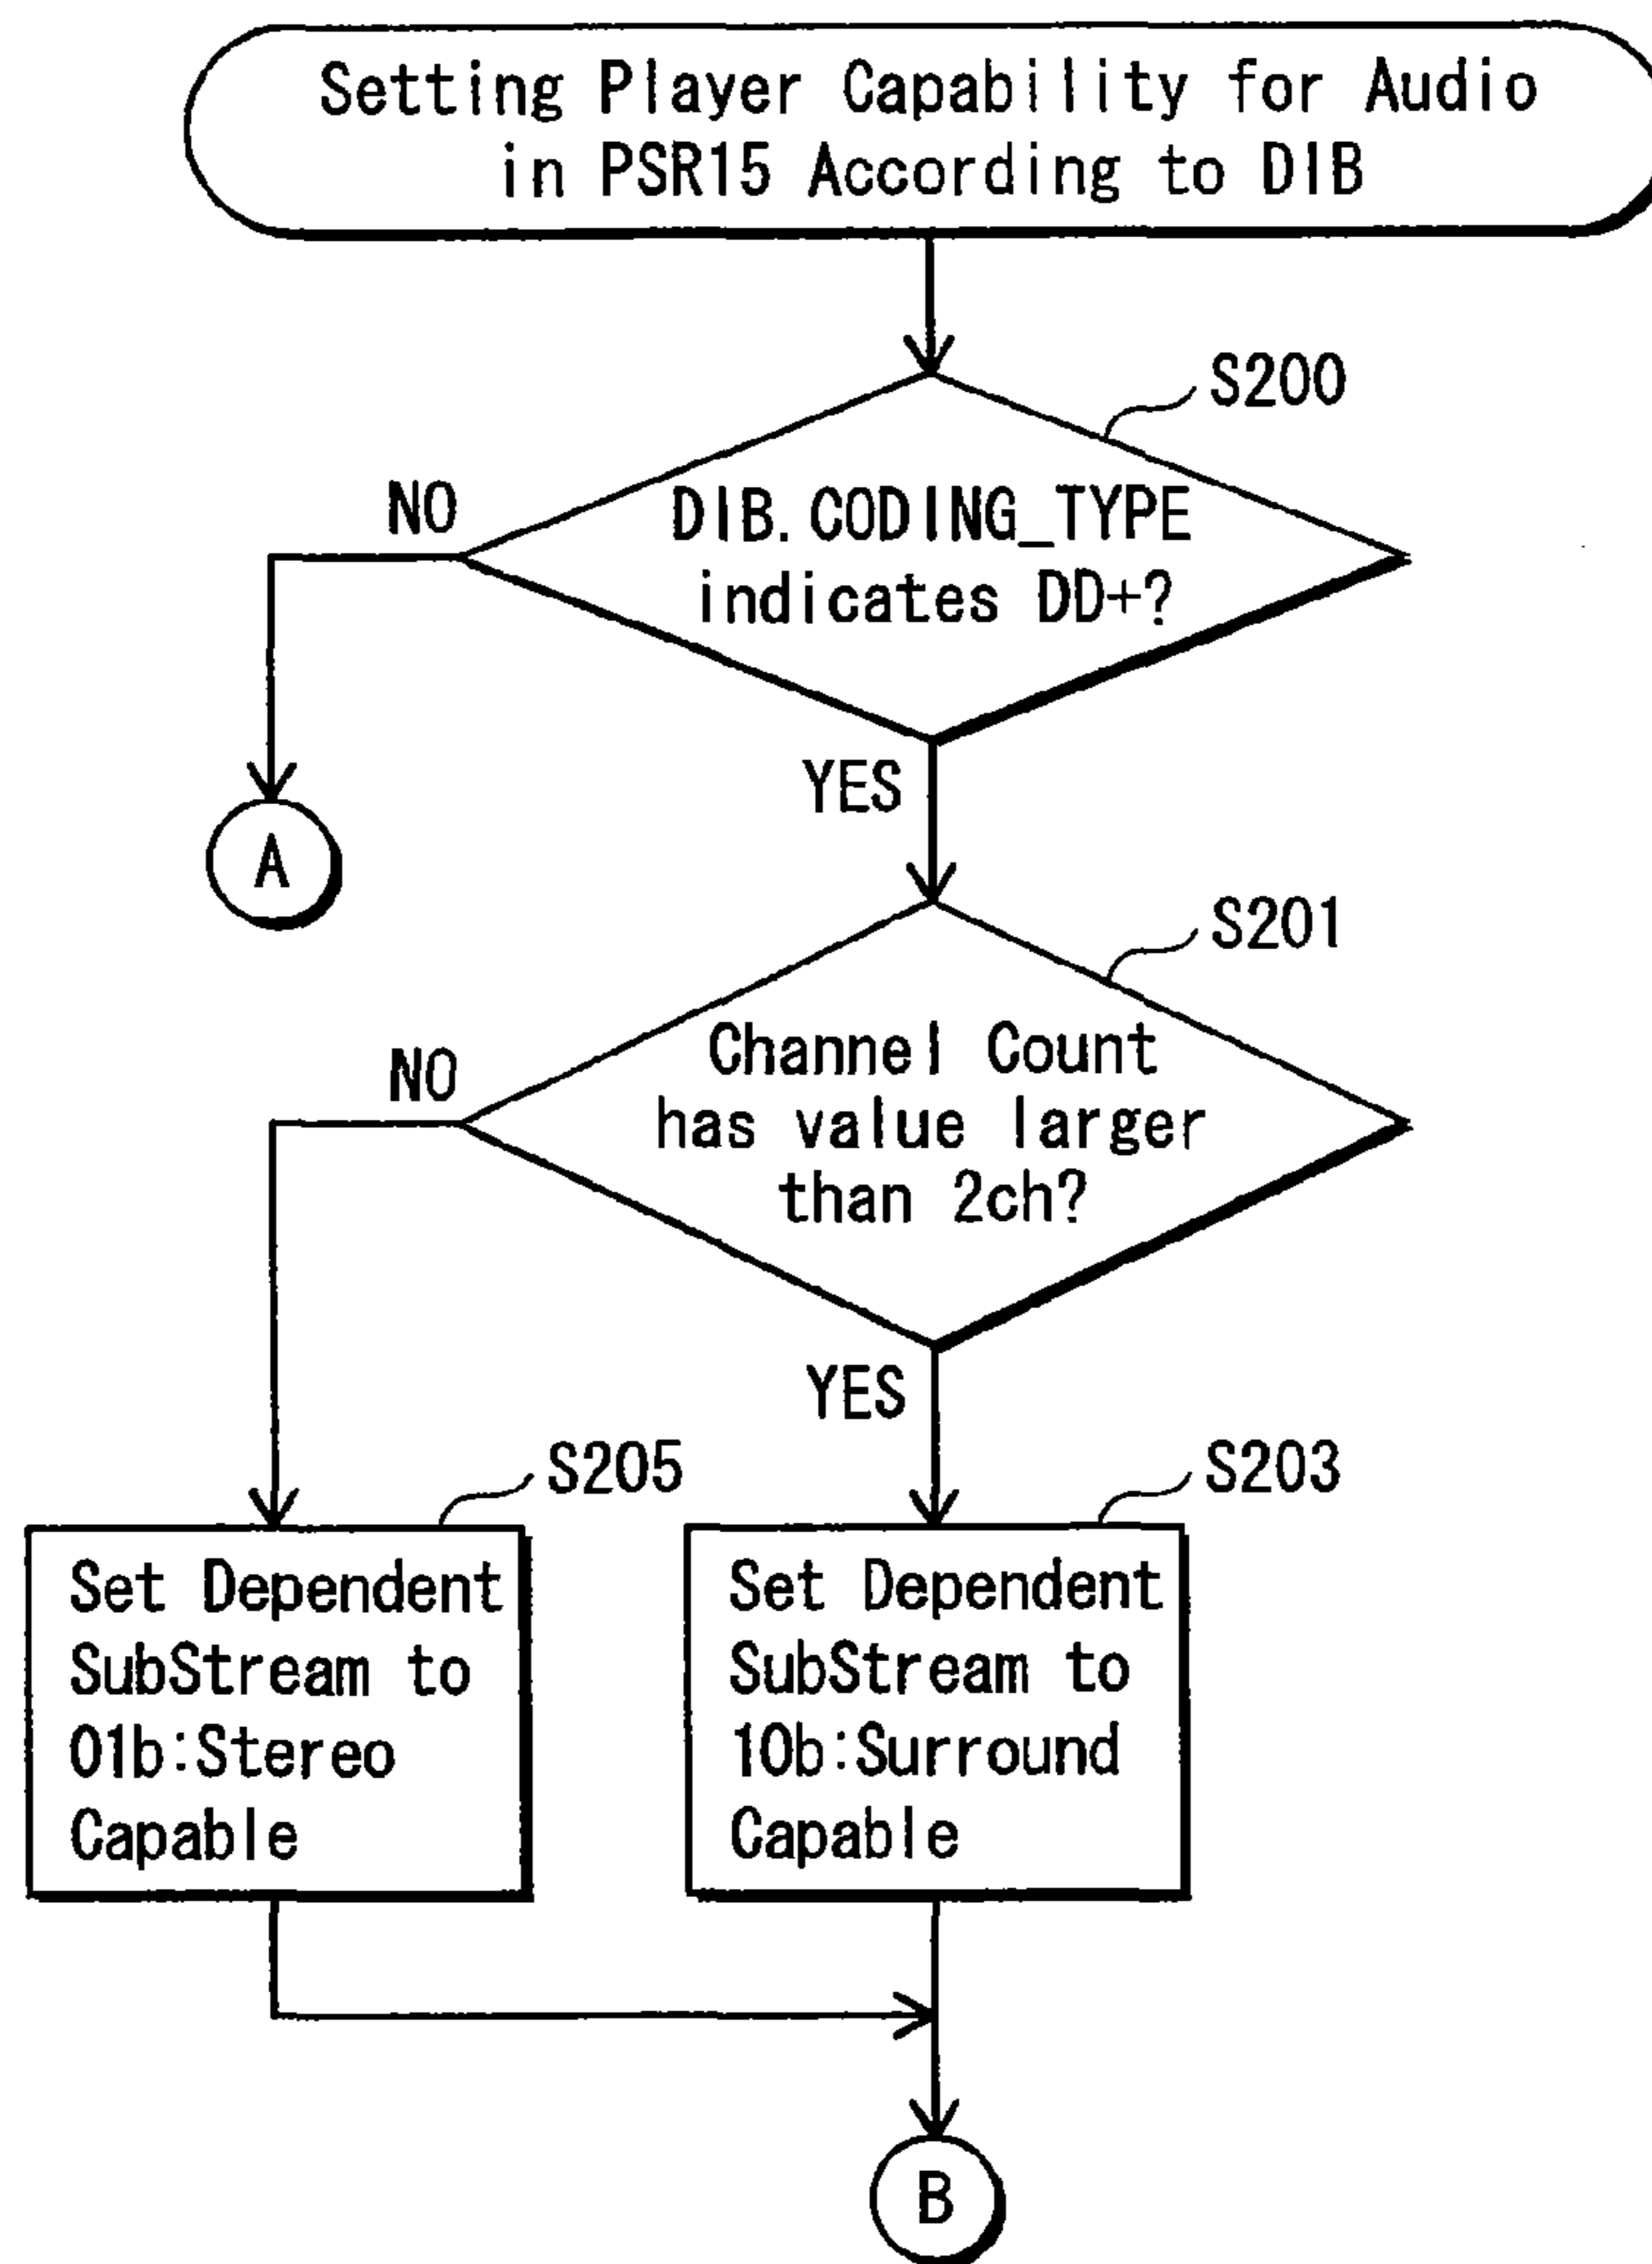 Setting Player Capability for Audio
in PSR15 According to DIB
S200
NO
DIB.CODING_TYPE
indicates DD+?
YES
A
S201
NO
Channel Count
has value larger
than 2ch?
YES
S205
S203
Set Dependent
SubStream to
01b:Stereo
Capable
Set Dependent
SubStream to
10b:Surround
Capable
B